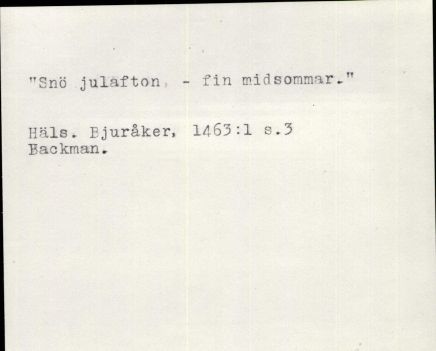 "Snö julafton, - fin midsommar."
Häls. Bjuråker, 1463:1 s.3
Backman.